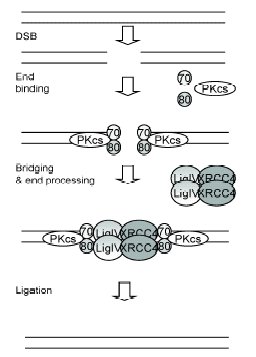 DSB
End
binding
70
80
PKcs
PKcs 70 70 PKcs
80 80
Bridging
& end processing
LigIV XRCC4
LigIV XRCC4
70 LigIV XRCC4 70
PKcs 80 LigIV XRCC4 80 PKcs
Ligation